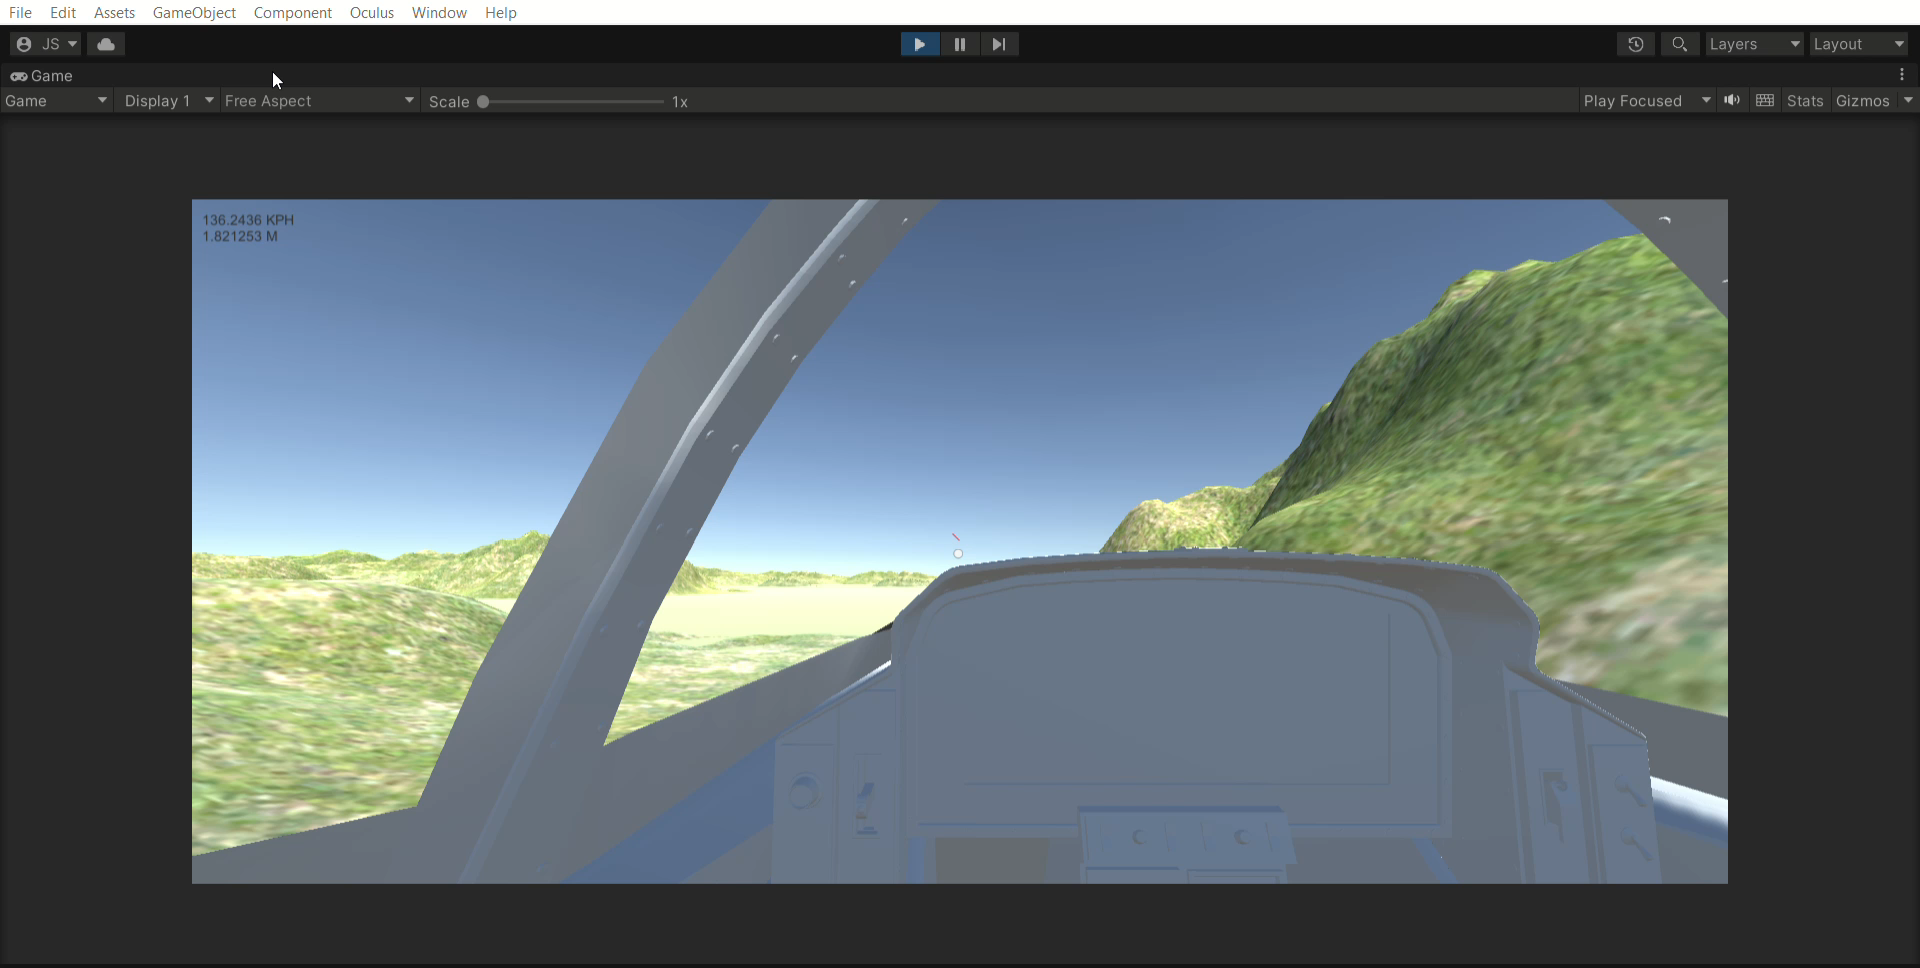 File Edit Assets GameObject Component Oculus Window Help
JS Layers Layout
Game
Game Display 1 Free Aspect Scale 1x Play Focused Stats Gizmos
136.2436 KPH
1.821253 M